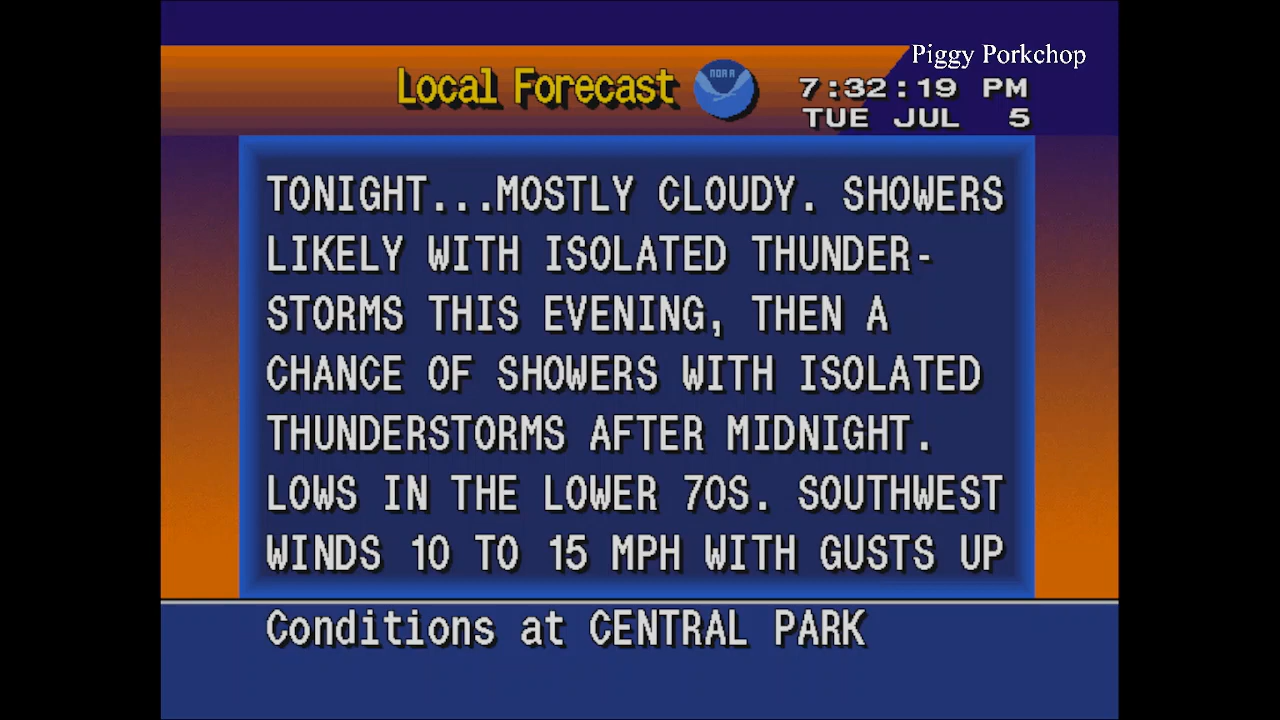 Piggy Porkchop
Local Forecast
NOAA
7:32:19 PM
TUE JUL 5
TONIGHT...MOSTLY CLOUDY. SHOWERS
LIKELY WITH ISOLATED THUNDER-
STORMS THIS EVENING, THEN A
CHANCE OF SHOWERS WITH ISOLATED
THUNDERSTORMS AFTER MIDNIGHT.
LOWS IN THE LOWER 70S. SOUTHWEST
WINDS 10 TO 15 MPH WITH GUSTS UP
Conditions at CENTRAL PARK